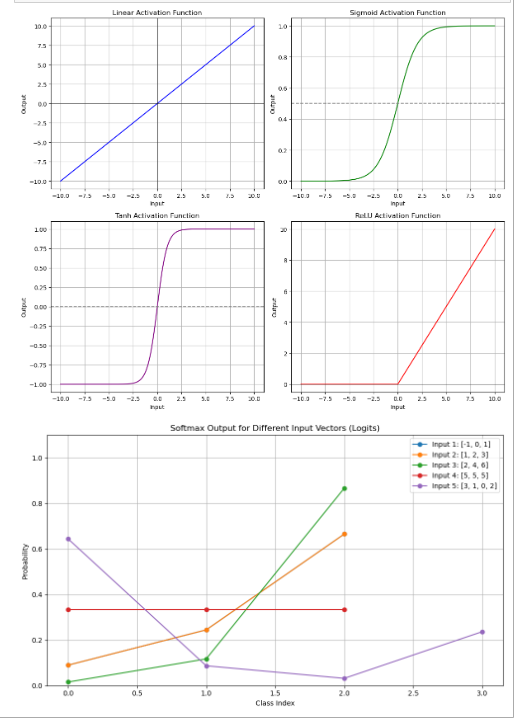 Linear Activation Function
10.0
7.5
5.0
2.5
0.0
−2.5
−5.0
−7.5
−10.0
Output
−10.0 −7.5 −5.0 −2.5 0.0 2.5 5.0 7.5 10.0
Input
Sigmoid Activation Function
1.0
0.8
0.6
0.4
0.2
0.0
Output
−10.0 −7.5 −5.0 −2.5 0.0 2.5 5.0 7.5 10.0
Input
Tanh Activation Function
1.00
0.75
0.50
0.25
0.00
−0.25
−0.50
−0.75
−1.00
Output
−10.0 −7.5 −5.0 −2.5 0.0 2.5 5.0 7.5 10.0
Input
ReLU Activation Function
10
8
6
4
2
0
Output
−10.0 −7.5 −5.0 −2.5 0.0 2.5 5.0 7.5 10.0
Input
Softmax Output for Different Input Vectors (Logits)
Input 1: [-1, 0, 1]
Input 2: [1, 2, 3]
Input 3: [2, 4, 6]
Input 4: [5, 5, 5]
Input 5: [3, 1, 0, 2]
1.0
0.8
0.6
0.4
0.2
0.0
Probability
0.0 0.5 1.0 1.5 2.0 2.5 3.0
Class Index